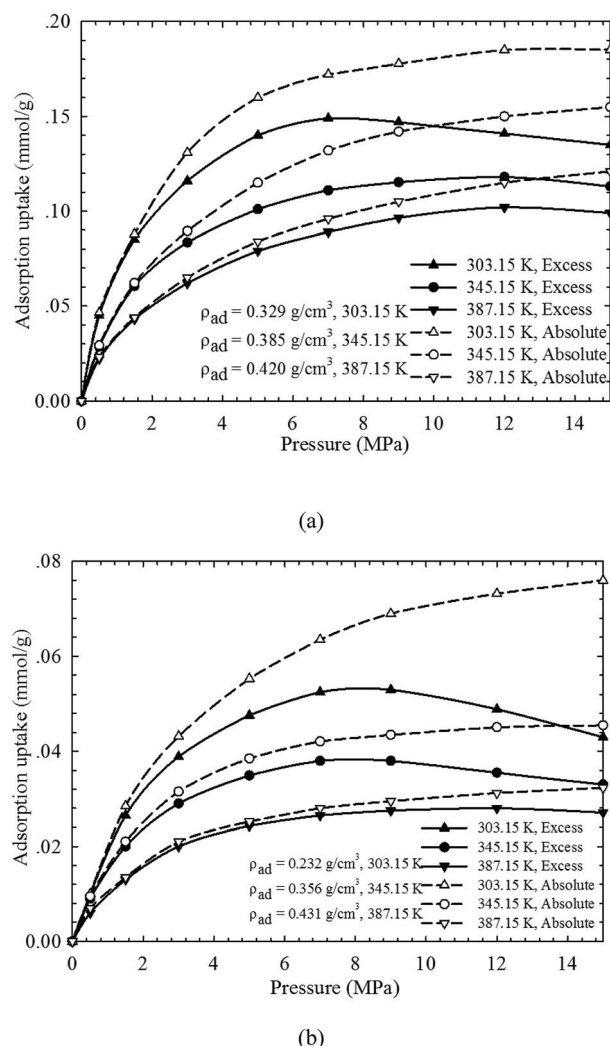 .20
.15
.10
.05
0.00
Adsorption uptake (mmol/g)
303.15 K, Excess
345.15 K, Excess
387.15 K, Excess
303.15 K, Absolute
345.15 K, Absolute
387.15 K, Absolute
ρad = 0.329 g/cm³, 303.15 K
ρad = 0.385 g/cm³, 345.15 K
ρad = 0.420 g/cm³, 387.15 K
0 2 4 6 8 10 12 14
Pressure (MPa)
(a)
.08
.06
.04
.02
0.00
Adsorption uptake (mmol/g)
303.15 K, Excess
345.15 K, Excess
387.15 K, Excess
303.15 K, Absolute
345.15 K, Absolute
387.15 K, Absolute
ρad = 0.232 g/cm³, 303.15 K
ρad = 0.356 g/cm³, 345.15 K
ρad = 0.431 g/cm³, 387.15 K
0 2 4 6 8 10 12 14
Pressure (MPa)
(b)